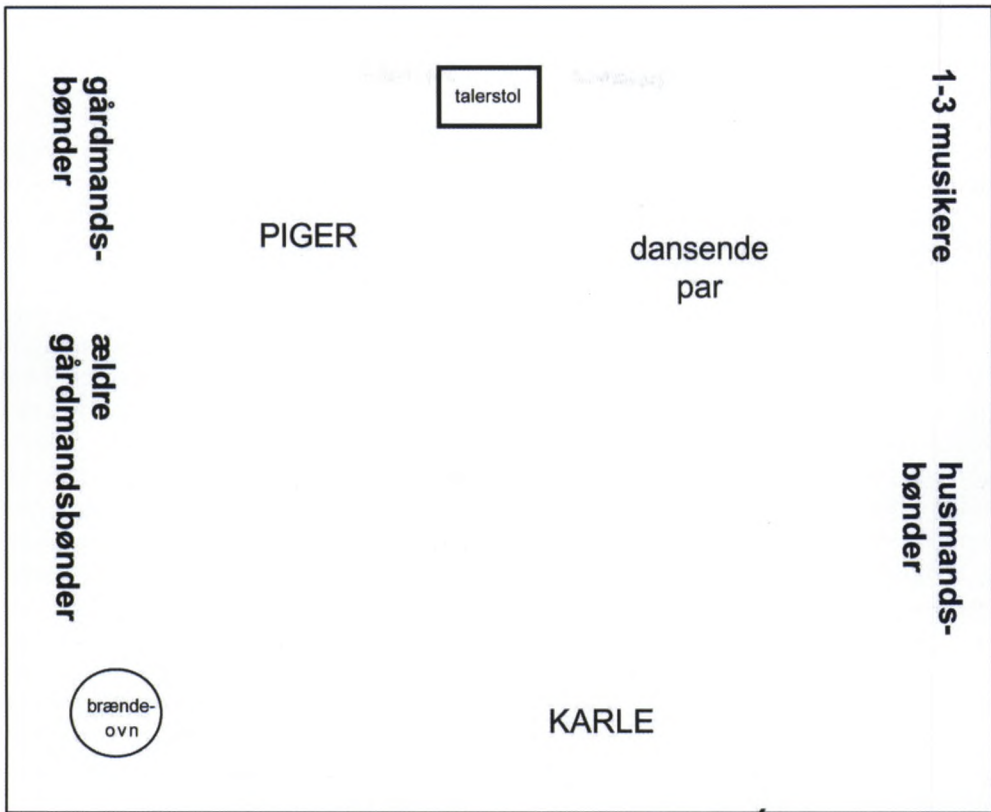 gårdmands-
bønder
talerstol
1-3 musikere
PIGER
dansende
par
ældre
gårdmandsbønder
husmands-
bønder
brænde-
ovn
KARLE